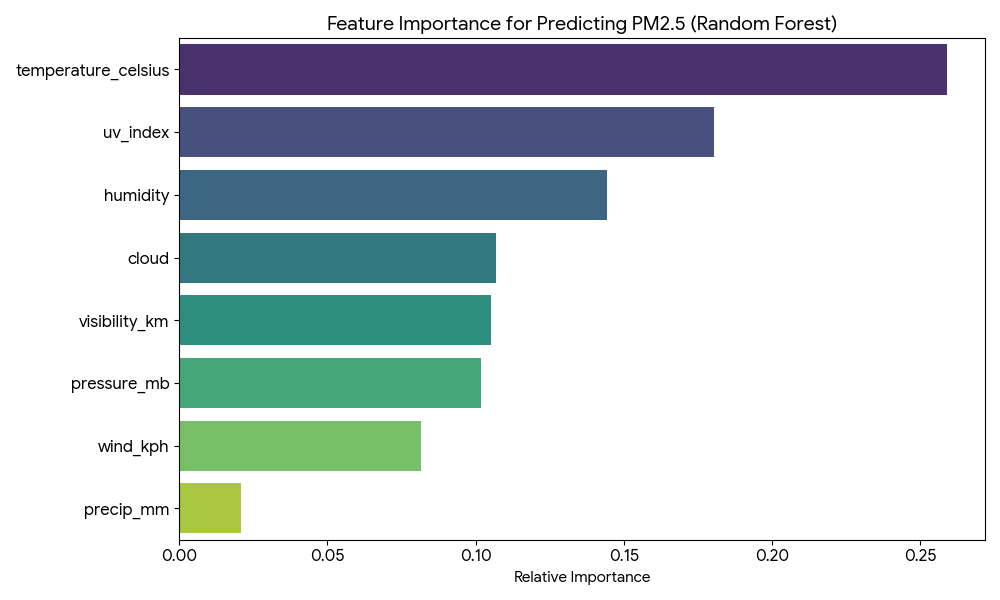 Feature Importance for Predicting PM2.5 (Random Forest)
temperature_celsius
uv_index
humidity
cloud
visibility_km
pressure_mb
wind_kph
precip_mm
0.00 0.05 0.10 0.15 0.20 0.25
Relative Importance